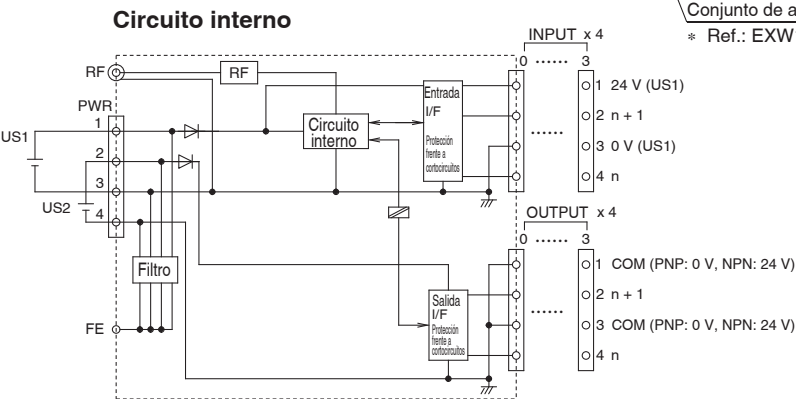 Conjunto de a
* Ref.: EXW
Circuito interno
INPUT x 4
0 ...... 3
RF
RF
PWR
1
2
3
4
US1
US2
Circuito
interno
Entrada
I/F
Protección
frente a
cortocircuitos
......
1 24 V (US1)
2 n + 1
3 0 V (US1)
4 n
OUTPUT x 4
0 ...... 3
Filtro
FE
Salida
I/F
Protección
frente a
cortocircuitos
......
1 COM (PNP: 0 V, NPN: 24 V)
2 n + 1
3 COM (PNP: 0 V, NPN: 24 V)
4 n